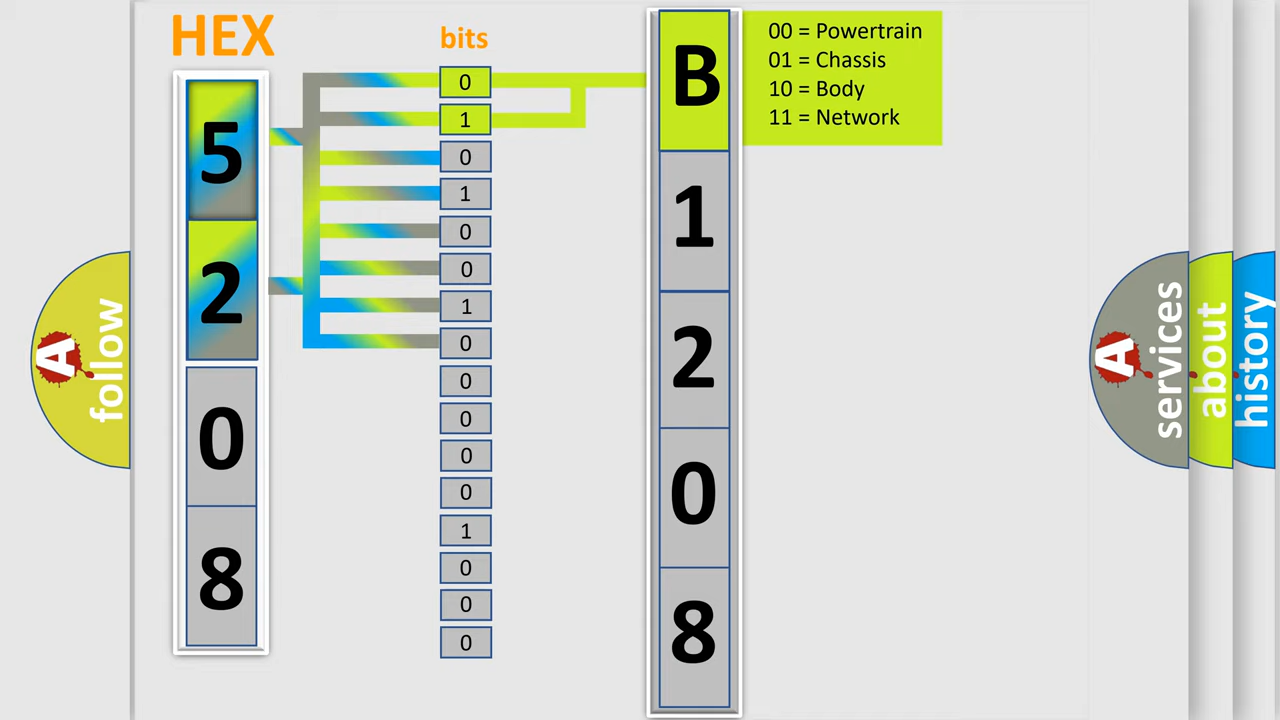 HEX
bits
5
2
0
8
0
1
0
1
0
0
1
0
0
0
0
0
1
0
0
0
B
1
2
0
8
00 = Powertrain
01 = Chassis
10 = Body
11 = Network
A follow
A services
about
history